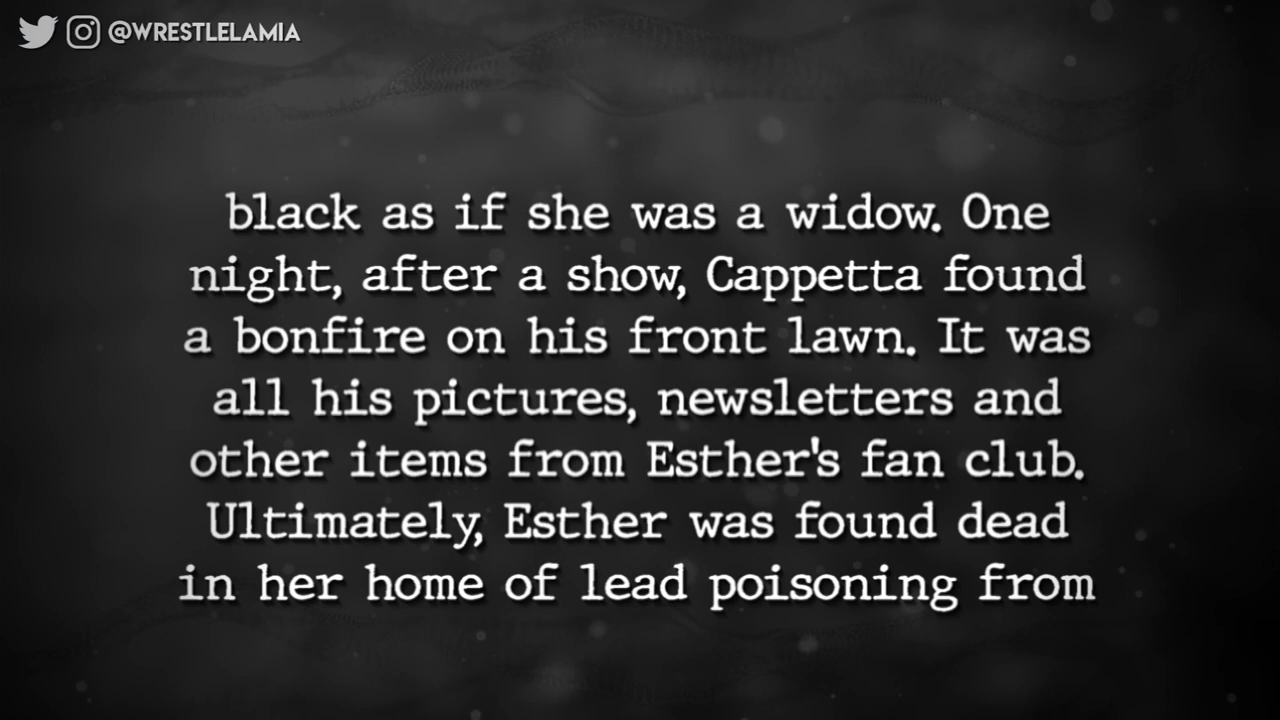 @WRESTLELAMIA
black as if she was a widow. One
night, after a show, Cappetta found
a bonfire on his front lawn. It was
all his pictures, newsletters and
other items from Esther's fan club.
Ultimately, Esther was found dead
in her home of lead poisoning from